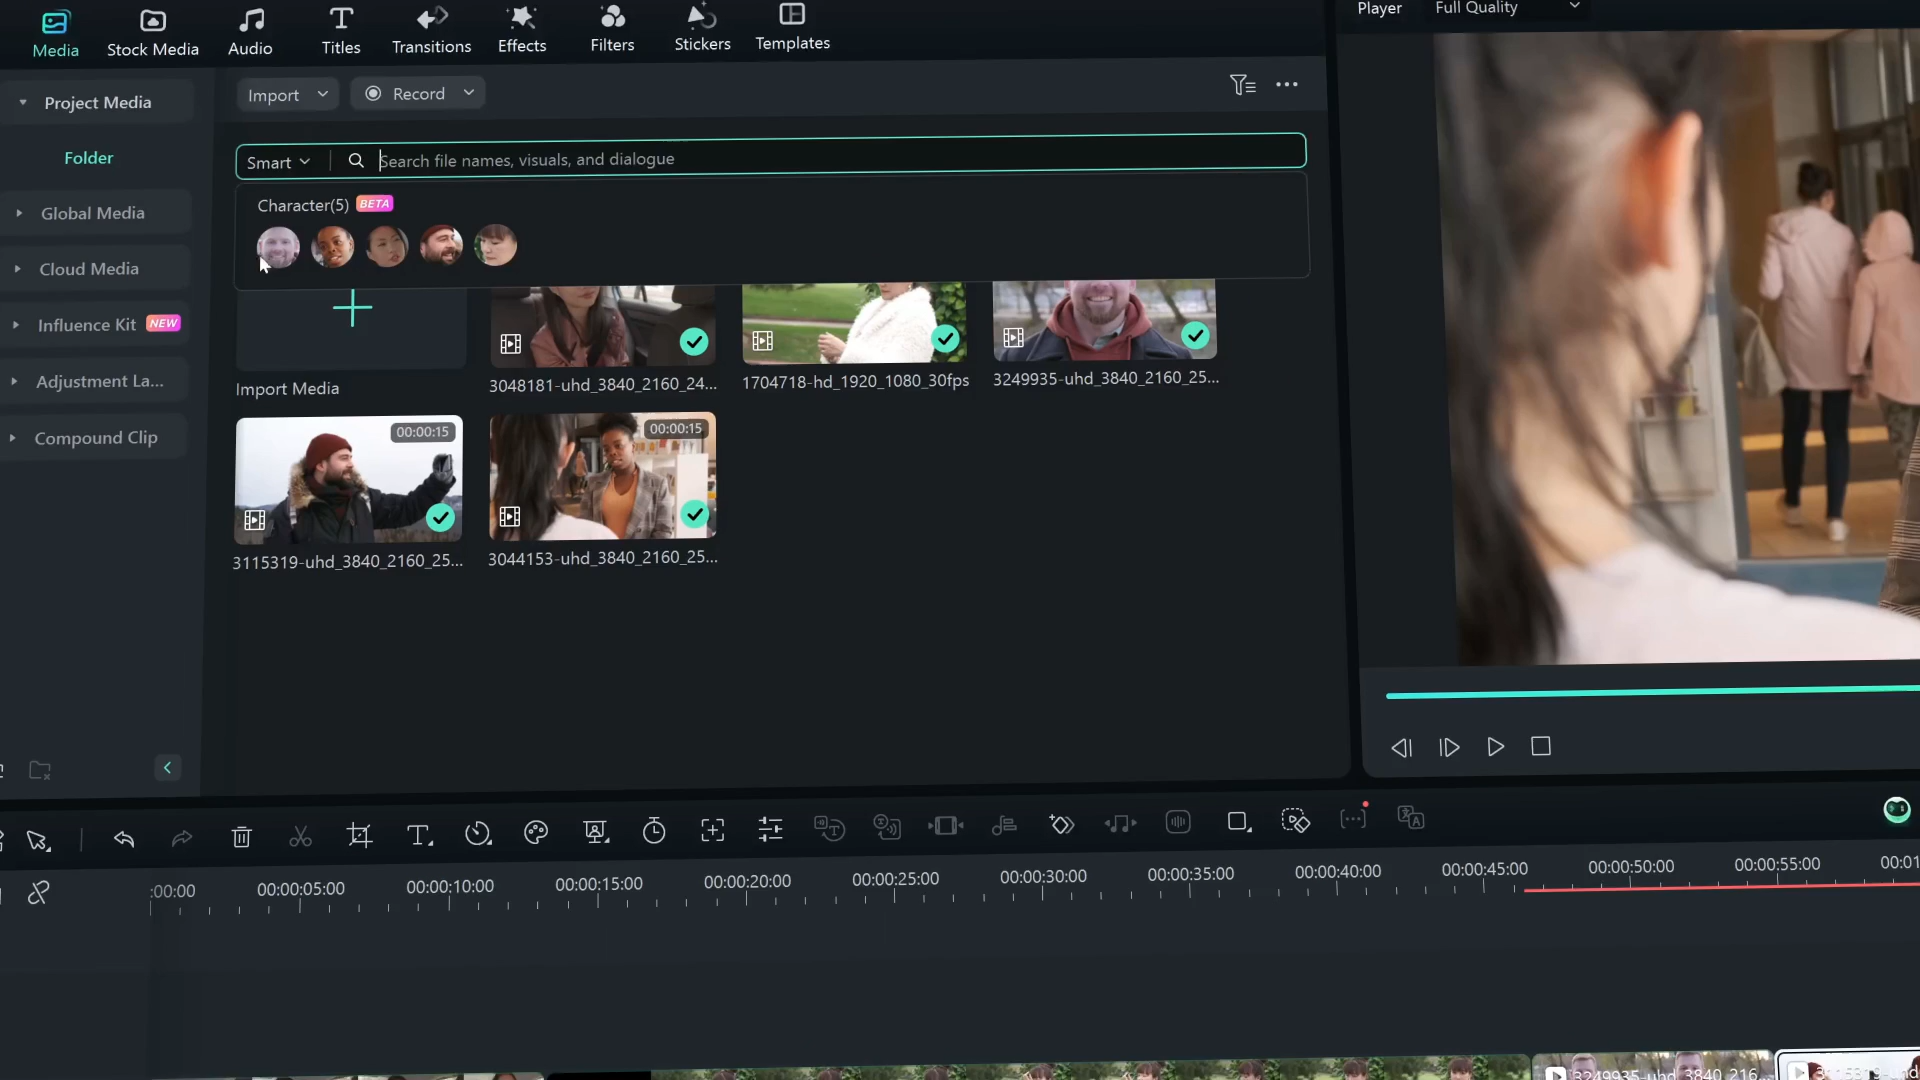 Media
Stock Media
Audio
Titles
Transitions
Effects
Filters
Stickers
Templates
Player
Full Quality
Project Media
Folder
Global Media
Cloud Media
Influence Kit NEW
Adjustment La...
Compound Clip
Import
Record
Smart
Search file names, visuals, and dialogue
Character(5) BETA
Import Media
3048181-uhd_3840_2160_24...
1704718-hd_1920_1080_30fps
3249935-uhd_3840_2160_25...
00:00:15
3115319-uhd_3840_2160_25...
00:00:15
3044153-uhd_3840_2160_25...
:00:00
00:00:05:00
00:00:10:00
00:00:15:00
00:00:20:00
00:00:25:00
00:00:30:00
00:00:35:00
00:00:40:00
00:00:45:00
00:00:50:00
00:00:55:00
00:01
3249935-uhd_3840_216...